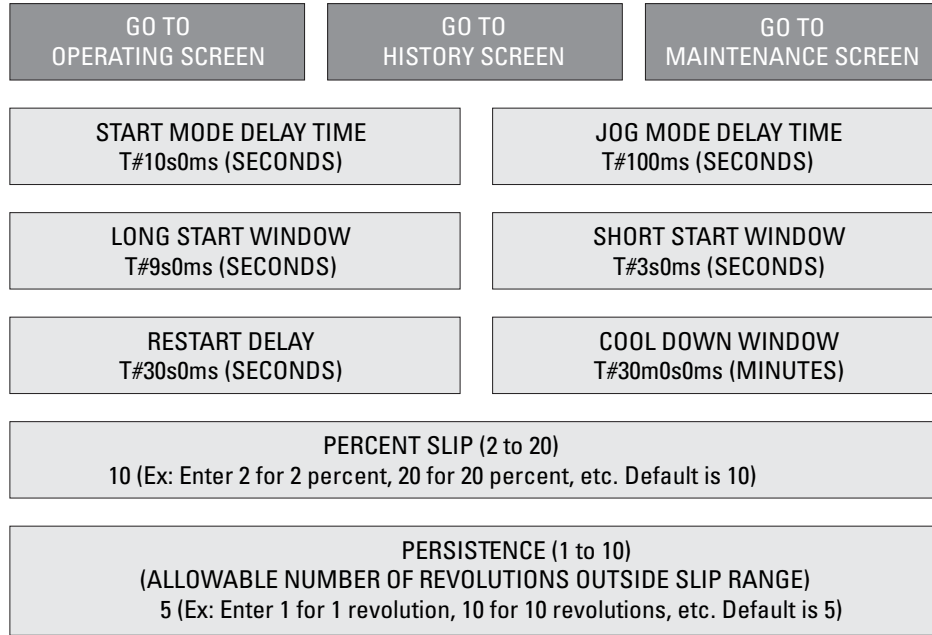 GO TO
OPERATING SCREEN
GO TO
HISTORY SCREEN
GO TO
MAINTENANCE SCREEN
START MODE DELAY TIME
T#10s0ms (SECONDS)
JOG MODE DELAY TIME
T#100ms (SECONDS)
LONG START WINDOW
T#9s0ms (SECONDS)
SHORT START WINDOW
T#3s0ms (SECONDS)
RESTART DELAY
T#30s0ms (SECONDS)
COOL DOWN WINDOW
T#30m0s0ms (MINUTES)
PERCENT SLIP (2 to 20)
10 (Ex: Enter 2 for 2 percent, 20 for 20 percent, etc. Default is 10)
PERSISTENCE (1 to 10)
(ALLOWABLE NUMBER OF REVOLUTIONS OUTSIDE SLIP RANGE)
5 (Ex: Enter 1 for 1 revolution, 10 for 10 revolutions, etc. Default is 5)